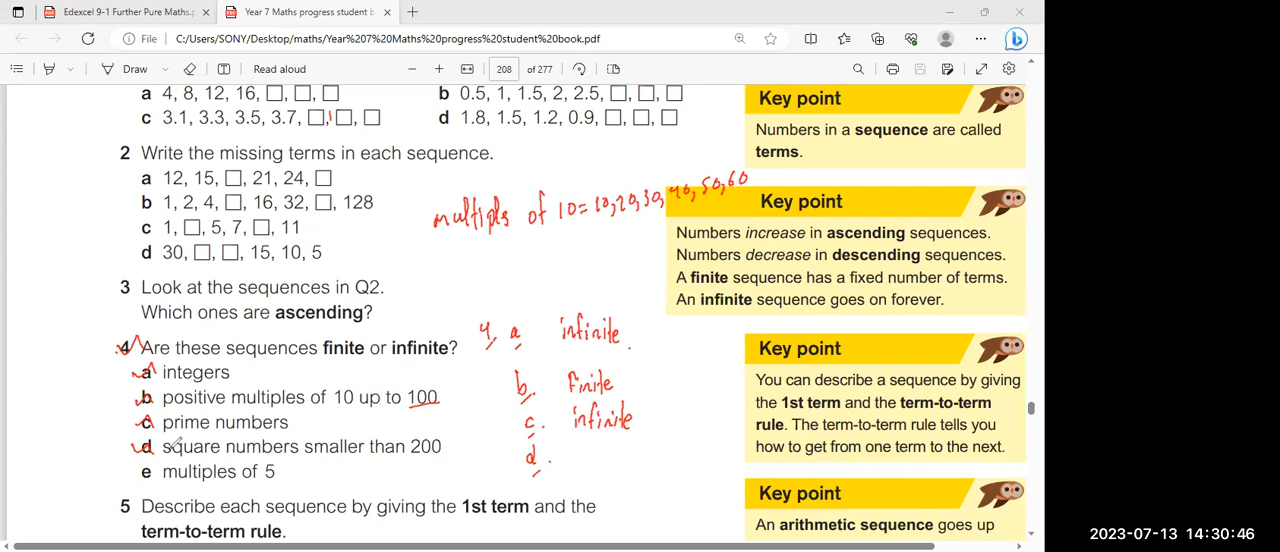 Edexcel 9-1 Further Pure Maths.p
Year 7 Maths progress student b
File
C:/Users/SONY/Desktop/maths/Year%207%20Maths%20progress%20student%20book.pdf
Draw
Read aloud
208 of 277
a 4, 8, 12, 16, □, □, □
b 0.5, 1, 1.5, 2, 2.5, □, □, □
c 3.1, 3.3, 3.5, 3.7, □, □, □
d 1.8, 1.5, 1.2, 0.9, □, □, □
2 Write the missing terms in each sequence.
a 12, 15, □, 21, 24, □
b 1, 2, 4, □, 16, 32, □, 128
c 1, □, 5, 7, □, 11
d 30, □, □, 15, 10, 5
multiples of 10 = 10, 20, 30, 40, 50, 60
3 Look at the sequences in Q2.
Which ones are ascending?
4 Are these sequences finite or infinite?
a integers
b positive multiples of 10 up to 100
c prime numbers
d square numbers smaller than 200
e multiples of 5
4, a infinite
b. Finite
c. infinite
d.
5 Describe each sequence by giving the 1st term and the
term-to-term rule.
Key point
Numbers in a sequence are called
terms.
Key point
Numbers increase in ascending sequences.
Numbers decrease in descending sequences.
A finite sequence has a fixed number of terms.
An infinite sequence goes on forever.
Key point
You can describe a sequence by giving
the 1st term and the term-to-term
rule. The term-to-term rule tells you
how to get from one term to the next.
Key point
An arithmetic sequence goes up
2023-07-13 14:30:46